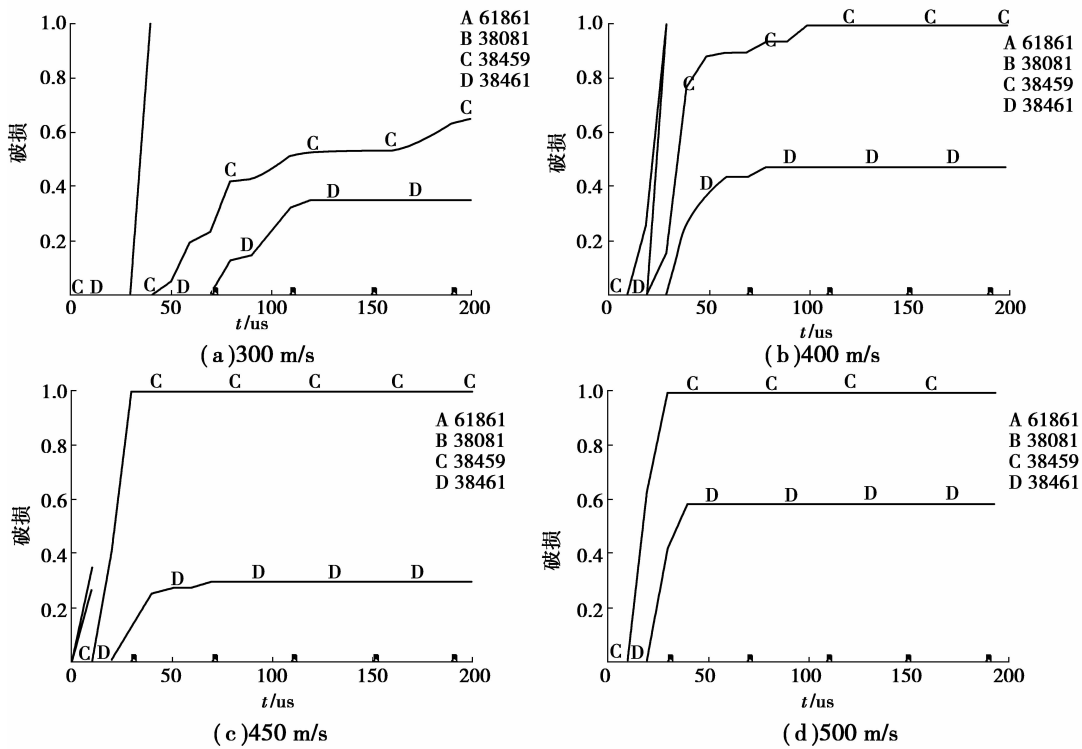 1.0
0.8
0.6
0.4
0.2
0
50
100
150
200
破损
t/us
A 61861
B 38081
C 38459
D 38461
C D C D C D C D C D C
(a)300 m/s
1.0
0.8
0.6
0.4
0.2
0
50
100
150
200
破损
t/us
A 61861
B 38081
C 38459
D 38461
C D C D C D C D C D C
(b)400 m/s
1.0
0.8
0.6
0.4
0.2
0
50
100
150
200
破损
t/us
A 61861
B 38081
C 38459
D 38461
C D C D C D C D C D C
(c)450 m/s
1.0
0.8
0.6
0.4
0.2
0
50
100
150
200
破损
t/us
A 61861
B 38081
C 38459
D 38461
C D C D C D C D C D
(d)500 m/s